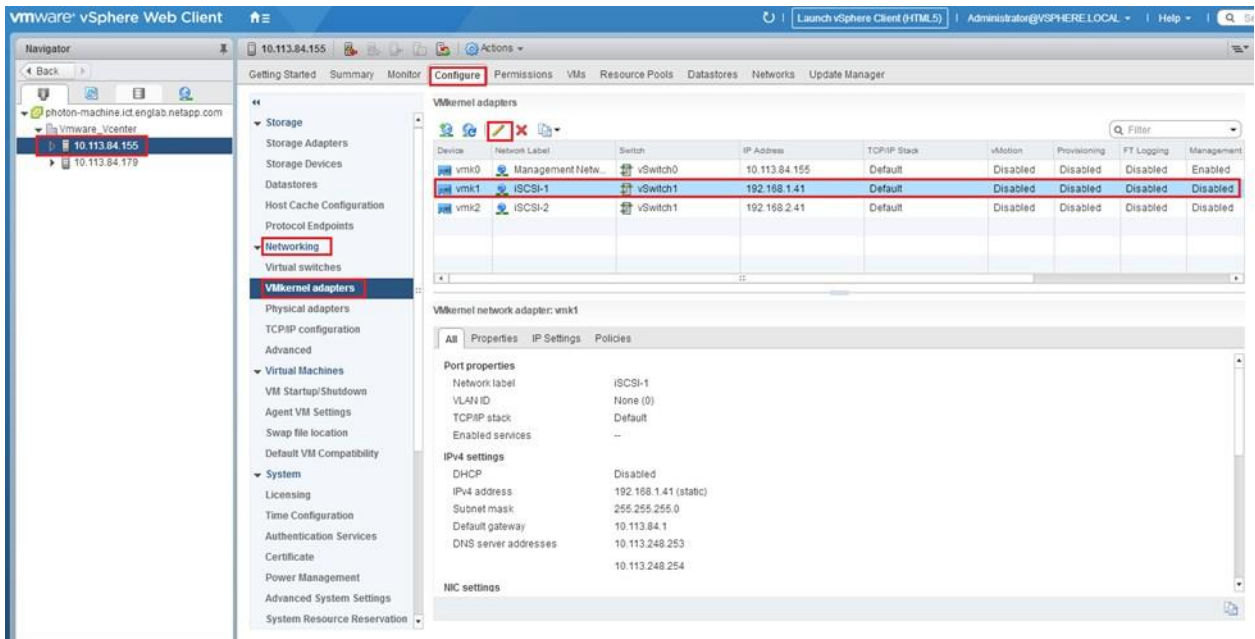 vmware® vSphere Web Client
Launch vSphere Client (HTML5) | Administrator@VSPHERE.LOCAL | Help
Navigator
Back
photon-machine.ict.englab.netapp.com
Vmware_Vcenter
10.113.84.155
10.113.84.179
10.113.84.155 Actions
Getting Started Summary Monitor Configure Permissions VMs Resource Pools Datastores Networks Update Manager
Storage
Storage Adapters
Storage Devices
Datastores
Host Cache Configuration
Protocol Endpoints
Networking
Virtual switches
VMkernel adapters
Physical adapters
TCP/IP configuration
Advanced
Virtual Machines
VM Startup/Shutdown
Agent VM Settings
Swap file location
Default VM Compatibility
System
Licensing
Time Configuration
Authentication Services
Certificate
Power Management
Advanced System Settings
System Resource Reservation
VMkernel adapters
Filter
Device Network Label Switch IP Address TCP/IP Stack vMotion Provisioning FT Logging Management
vmk0 Management Netw... vSwitch0 10.113.84.155 Default Disabled Disabled Disabled Enabled
vmk1 iSCSI-1 vSwitch1 192.168.1.41 Default Disabled Disabled Disabled Disabled
vmk2 iSCSI-2 vSwitch1 192.168.2.41 Default Disabled Disabled Disabled Disabled
VMkernel network adapter: vmk1
All Properties IP Settings Policies
Port properties
Network label iSCSI-1
VLAN ID None (0)
TCP/IP stack Default
Enabled services --
IPv4 settings
DHCP Disabled
IPv4 address 192.168.1.41 (static)
Subnet mask 255.255.255.0
Default gateway 10.113.84.1
DNS server addresses 10.113.248.253
10.113.248.254
NIC settings